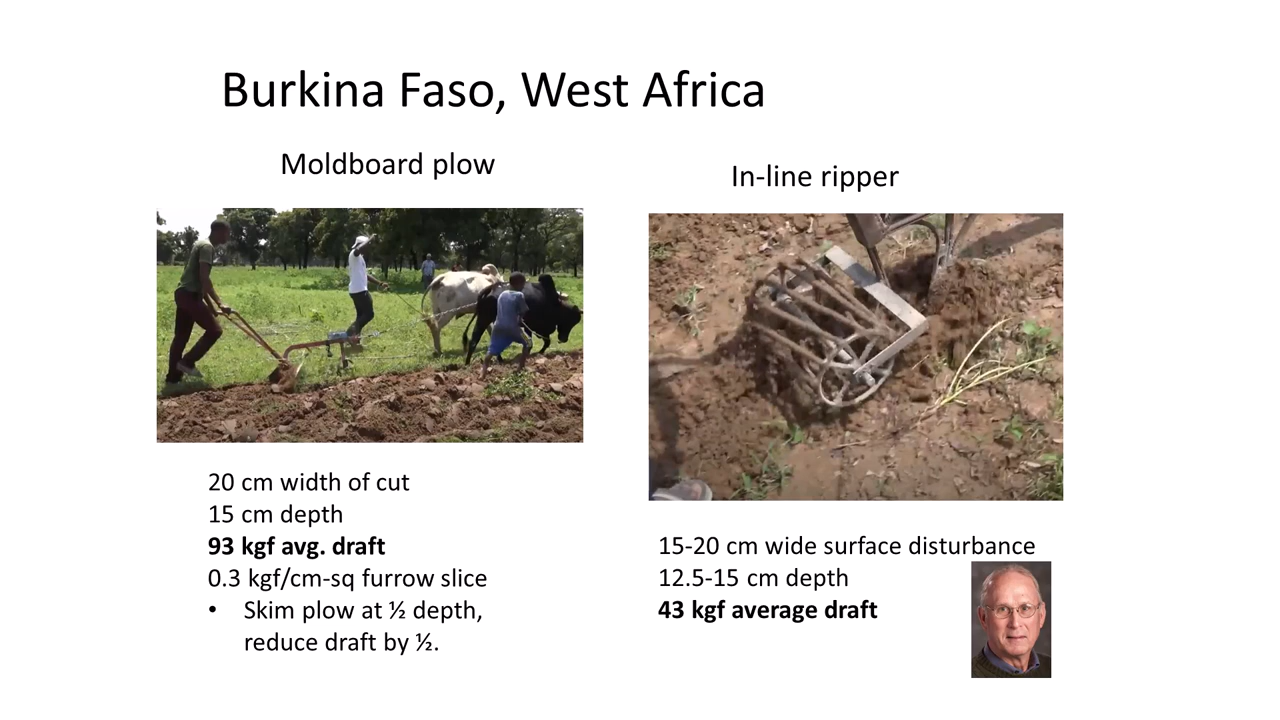 Burkina Faso, West Africa
Moldboard plow
In-line ripper
20 cm width of cut
15 cm depth
93 kgf avg. draft
0.3 kgf/cm-sq furrow slice
• Skim plow at ½ depth,
reduce draft by ½.
15-20 cm wide surface disturbance
12.5-15 cm depth
43 kgf average draft